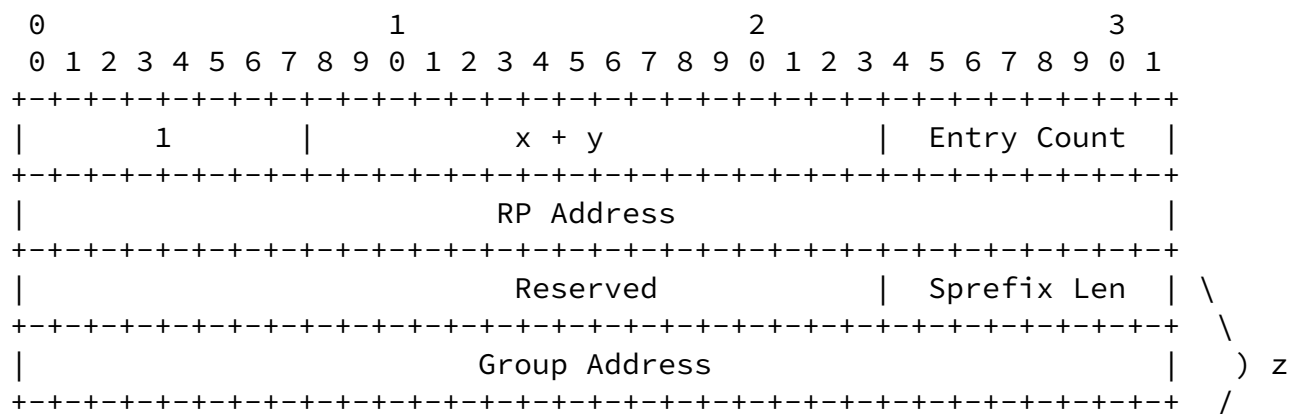 0                   1                   2                   3
 0 1 2 3 4 5 6 7 8 9 0 1 2 3 4 5 6 7 8 9 0 1 2 3 4 5 6 7 8 9 0 1
+-+-+-+-+-+-+-+-+-+-+-+-+-+-+-+-+-+-+-+-+-+-+-+-+-+-+-+-+-+-+-+-+
|       1       |           x + y               |  Entry Count  |
+-+-+-+-+-+-+-+-+-+-+-+-+-+-+-+-+-+-+-+-+-+-+-+-+-+-+-+-+-+-+-+-+
|                          RP Address                           |
+-+-+-+-+-+-+-+-+-+-+-+-+-+-+-+-+-+-+-+-+-+-+-+-+-+-+-+-+-+-+-+-+
|                           Reserved            |  Sprefix Len  | \
+-+-+-+-+-+-+-+-+-+-+-+-+-+-+-+-+-+-+-+-+-+-+-+-+-+-+-+-+-+-+-+-+  \
|                         Group Address                         |   ) z
+-+-+-+-+-+-+-+-+-+-+-+-+-+-+-+-+-+-+-+-+-+-+-+-+-+-+-+-+-+-+-+-+  /